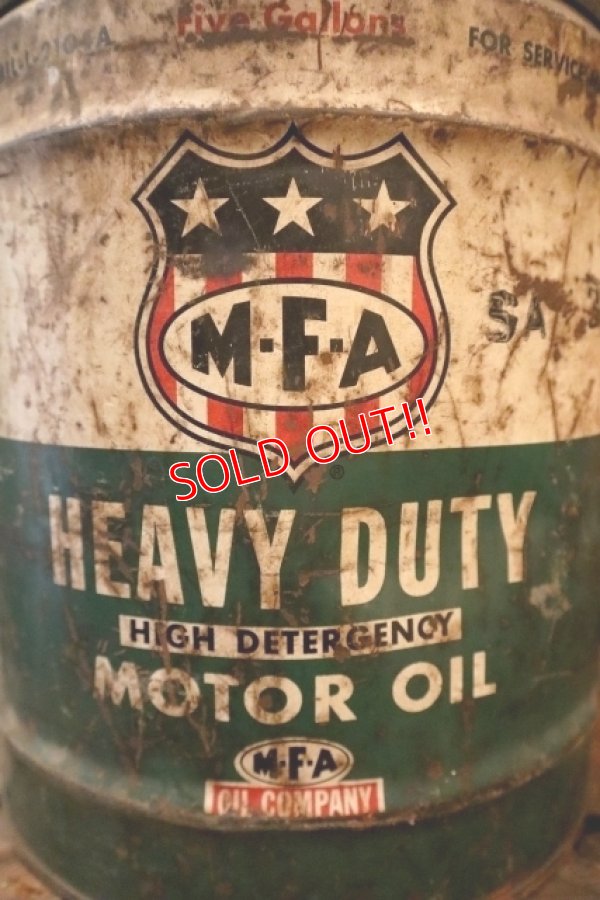 Five Gallons
FOR SERVICE
M·F·A
SA
SOLD OUT!!
®
HEAVY DUTY
HIGH DETERGENCY
MOTOR OIL
M·F·A
OIL COMPANY